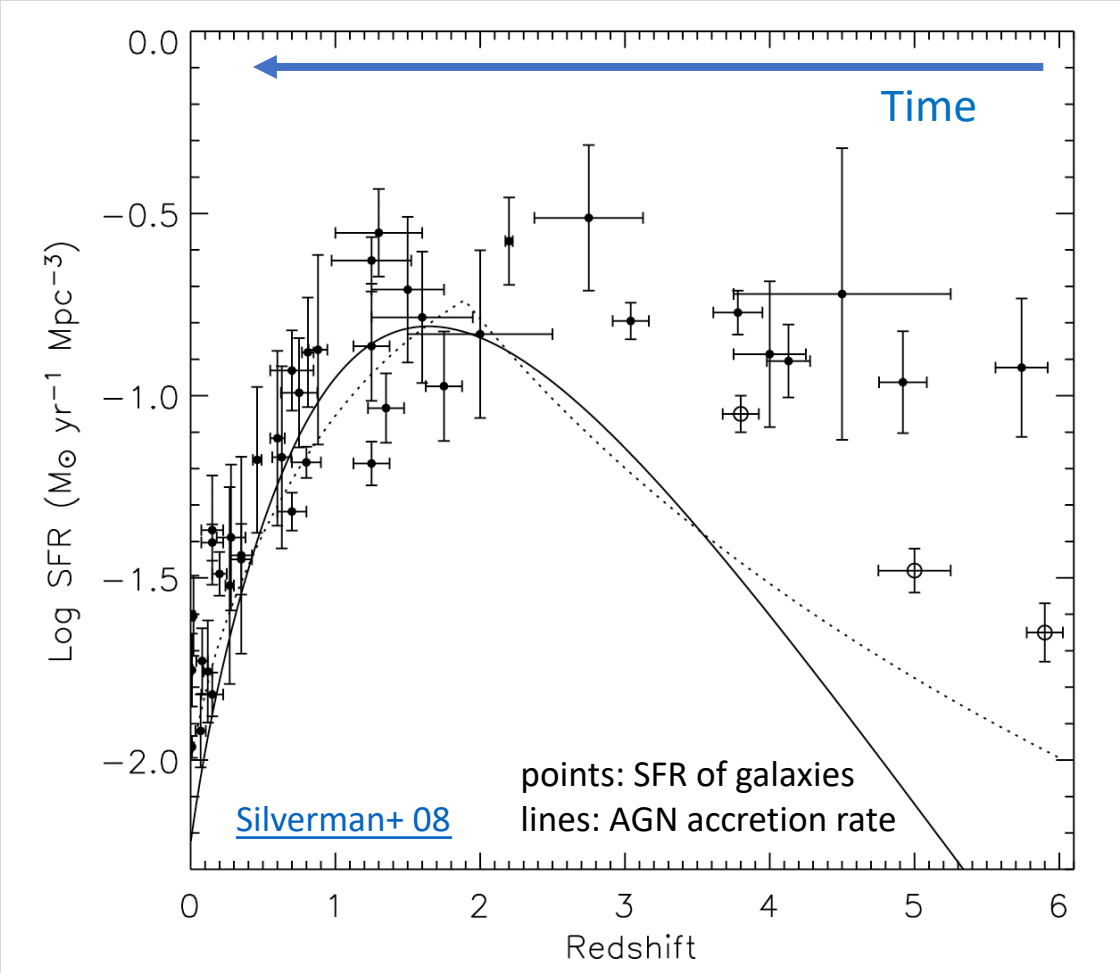 Time
Log SFR (M⊙ yr⁻¹ Mpc⁻³)
0.0
−0.5
−1.0
−1.5
−2.0
points: SFR of galaxies
lines: AGN accretion rate
Silverman+ 08
0 1 2 3 4 5 6
Redshift